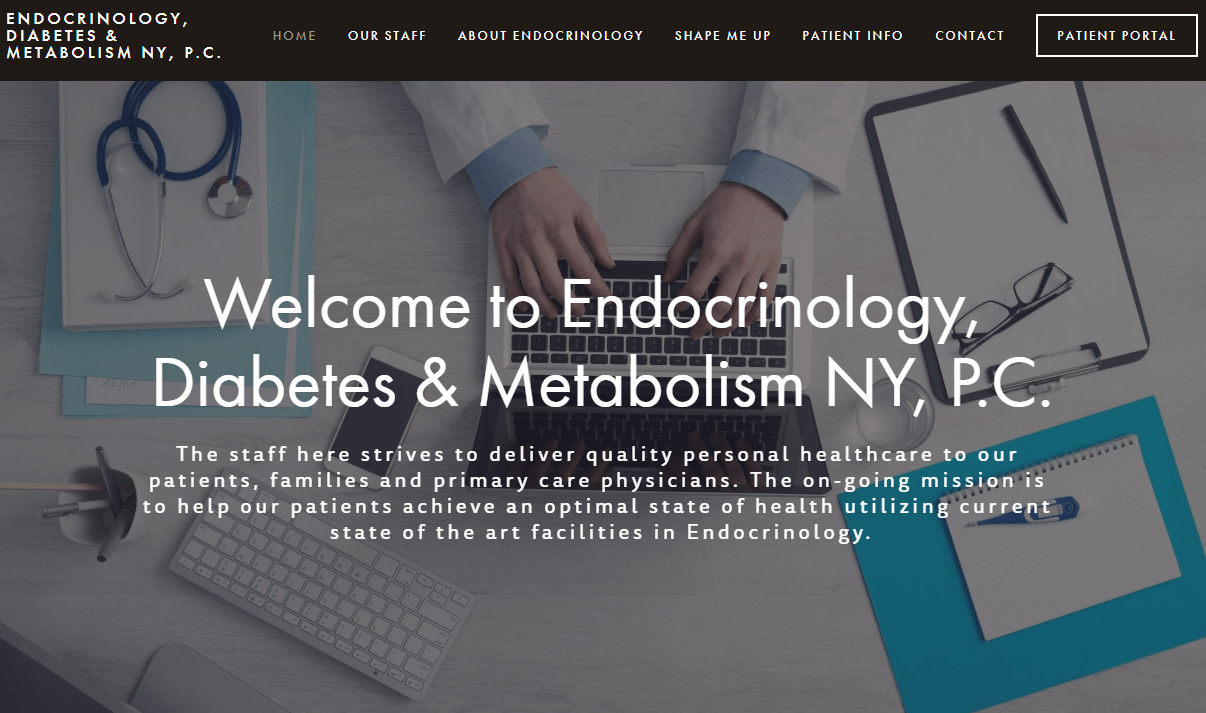 ENDOCRINOLOGY,
DIABETES &
METABOLISM NY, P.C.
HOME
OUR STAFF
ABOUT ENDOCRINOLOGY
SHAPE ME UP
PATIENT INFO
CONTACT
PATIENT PORTAL
Welcome to Endocrinology,
Diabetes & Metabolism NY, P.C.
The staff here strives to deliver quality personal healthcare to our
patients, families and primary care physicians. The on-going mission is
to help our patients achieve an optimal state of health utilizing current
state of the art facilities in Endocrinology.